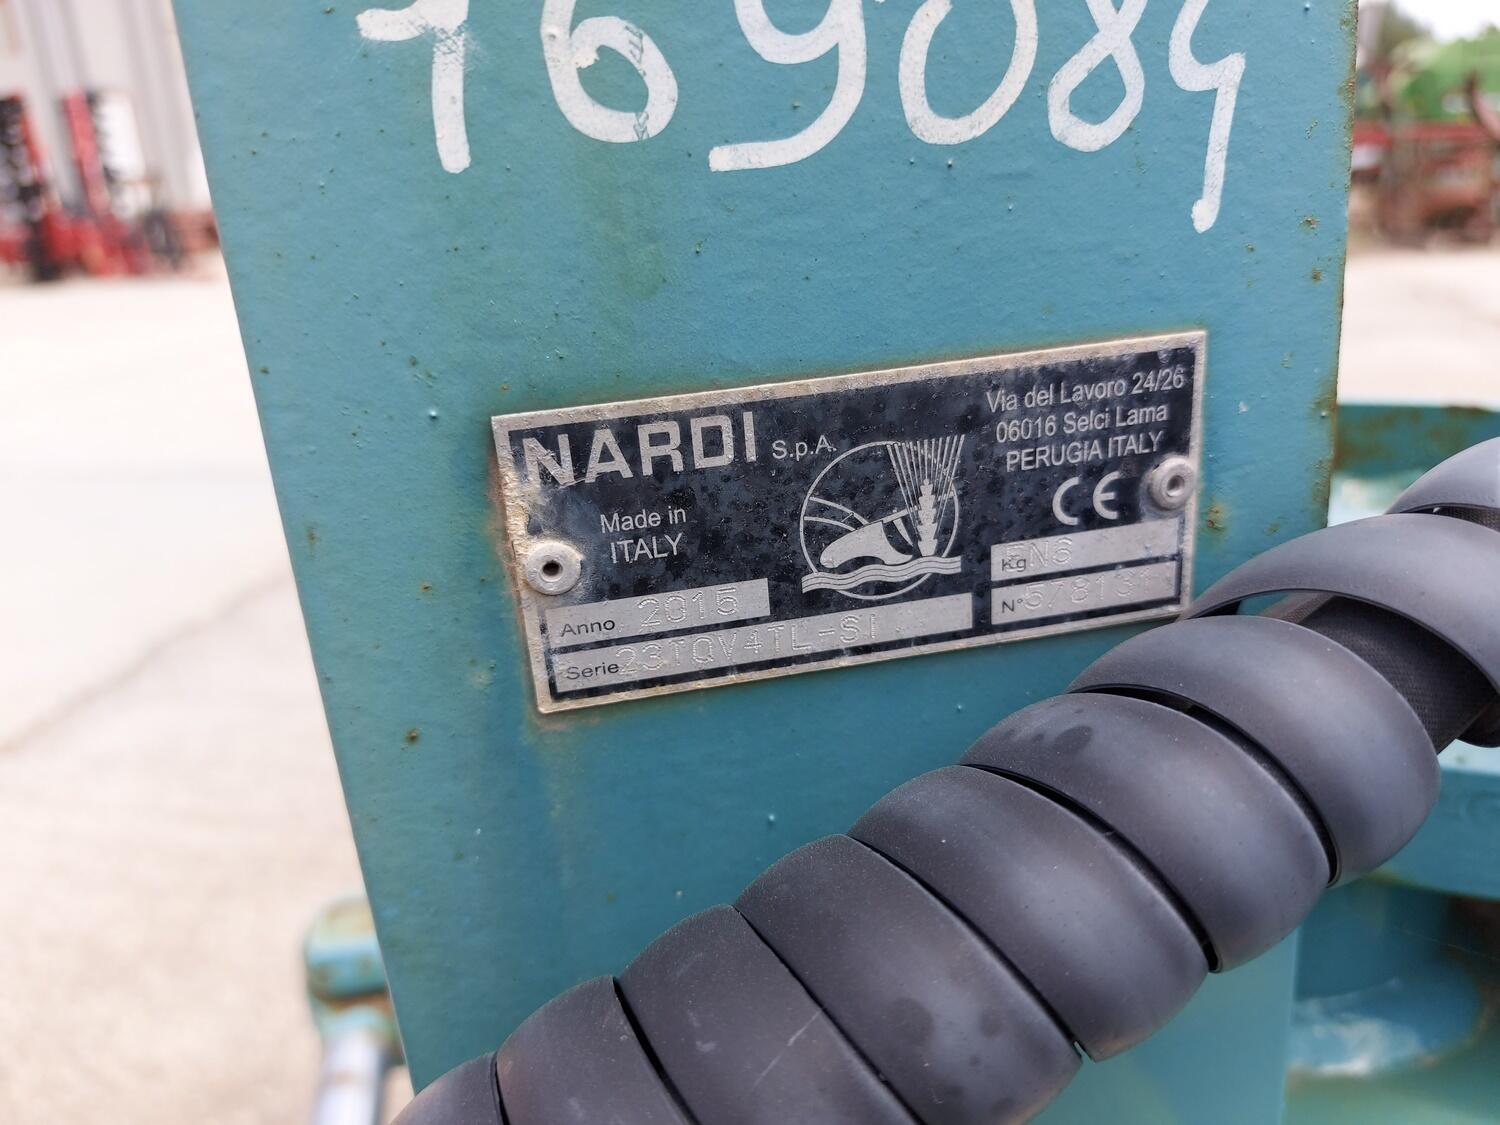 169084
NARDI S.p.A.
Made in
ITALY
Via del Lavoro 24/26
06016 Selci Lama
PERUGIA ITALY
CE
Anno 2015
Serie 23TQV4TL-SI
Kg
N° 578131